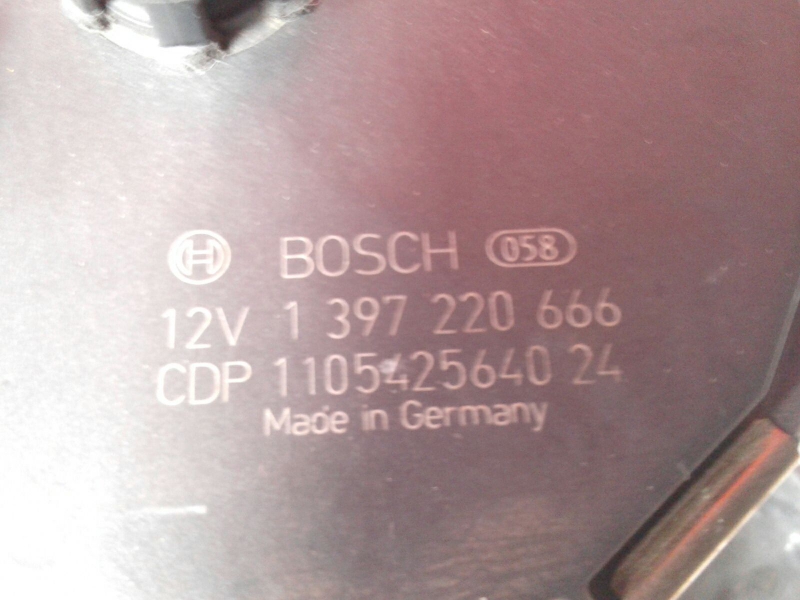 BOSCH 058
12V 1 397 220 666
CDP 1105425640 24
Made in Germany